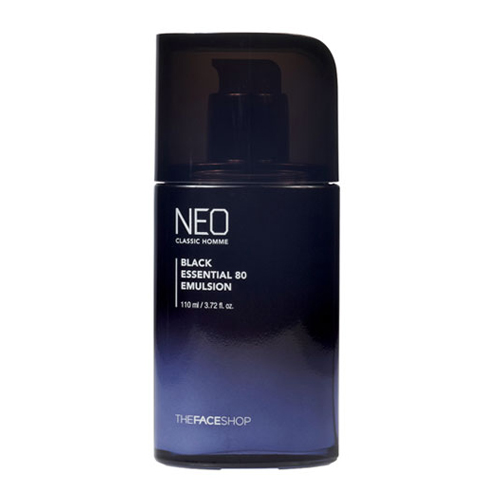 NEO
CLASSIC HOMME
BLACK
ESSENTIAL 80
EMULSION
110 ml / 3.72 fl. oz.
THEFACESHOP